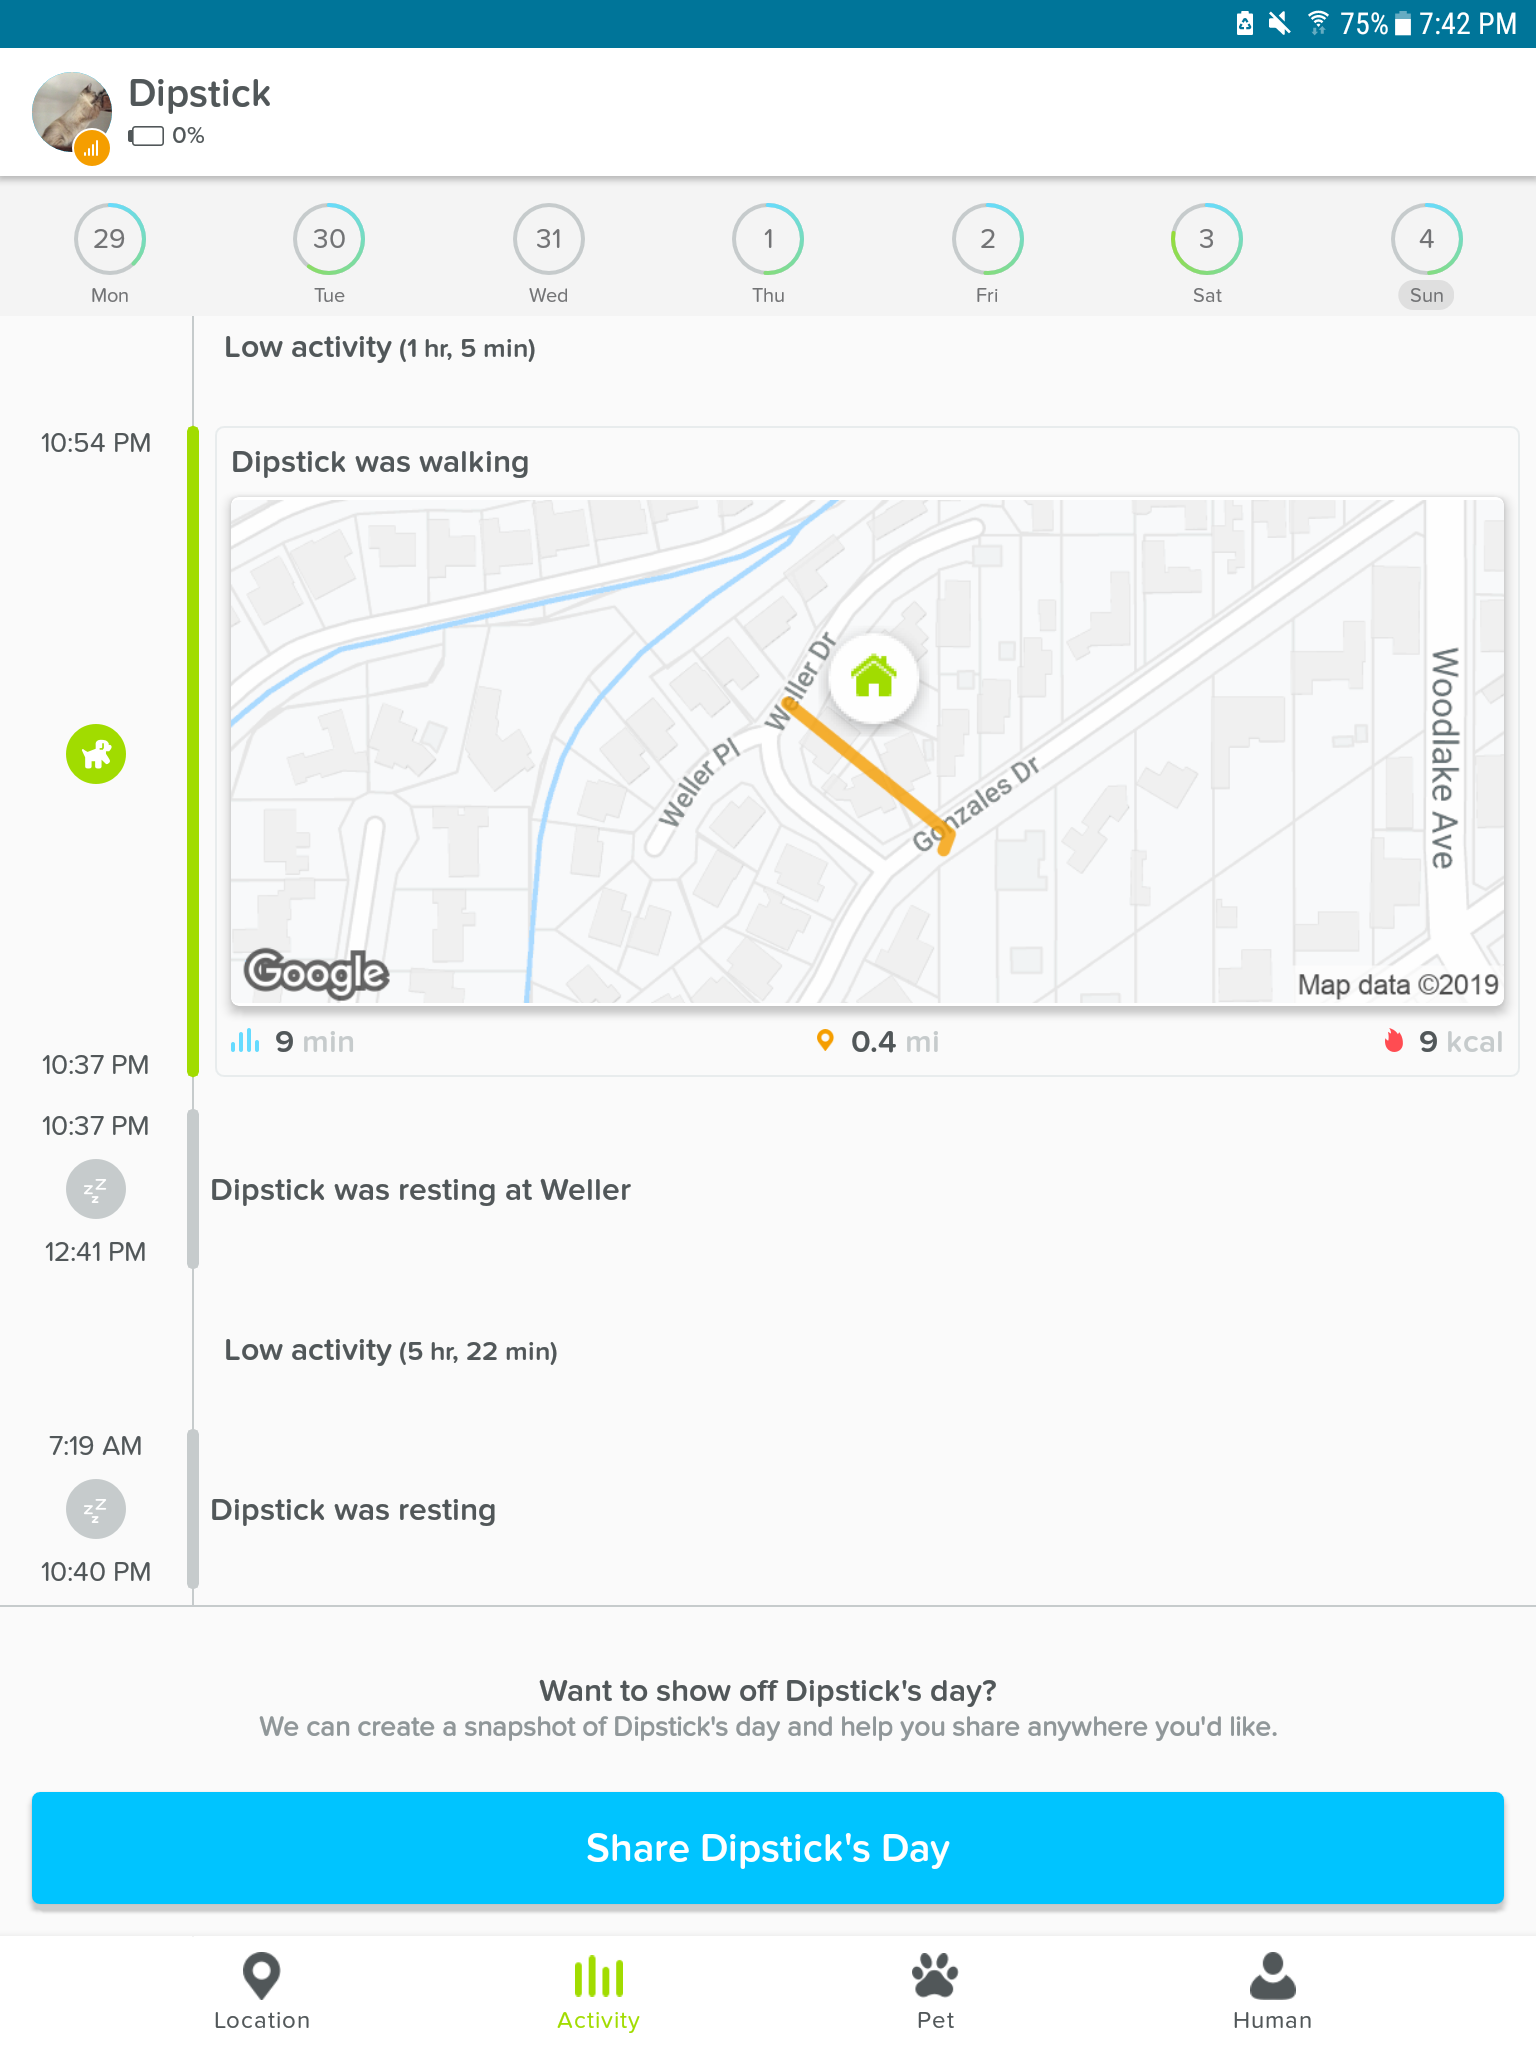 75% 7:42 PM
Dipstick
0%
29 30 31 1 2 3 4
Mon Tue Wed Thu Fri Sat Sun
Low activity (1 hr, 5 min)
10:54 PM
Dipstick was walking
Weller Dr
Weller Pl
Gonzales Dr
Woodlake Ave
Google
Map data ©2019
9 min 0.4 mi 9 kcal
10:37 PM
10:37 PM
zzz
Dipstick was resting at Weller
12:41 PM
Low activity (5 hr, 22 min)
7:19 AM
zzz
Dipstick was resting
10:40 PM
Want to show off Dipstick's day?
We can create a snapshot of Dipstick's day and help you share anywhere you'd like.
Share Dipstick's Day
Location Activity Pet Human